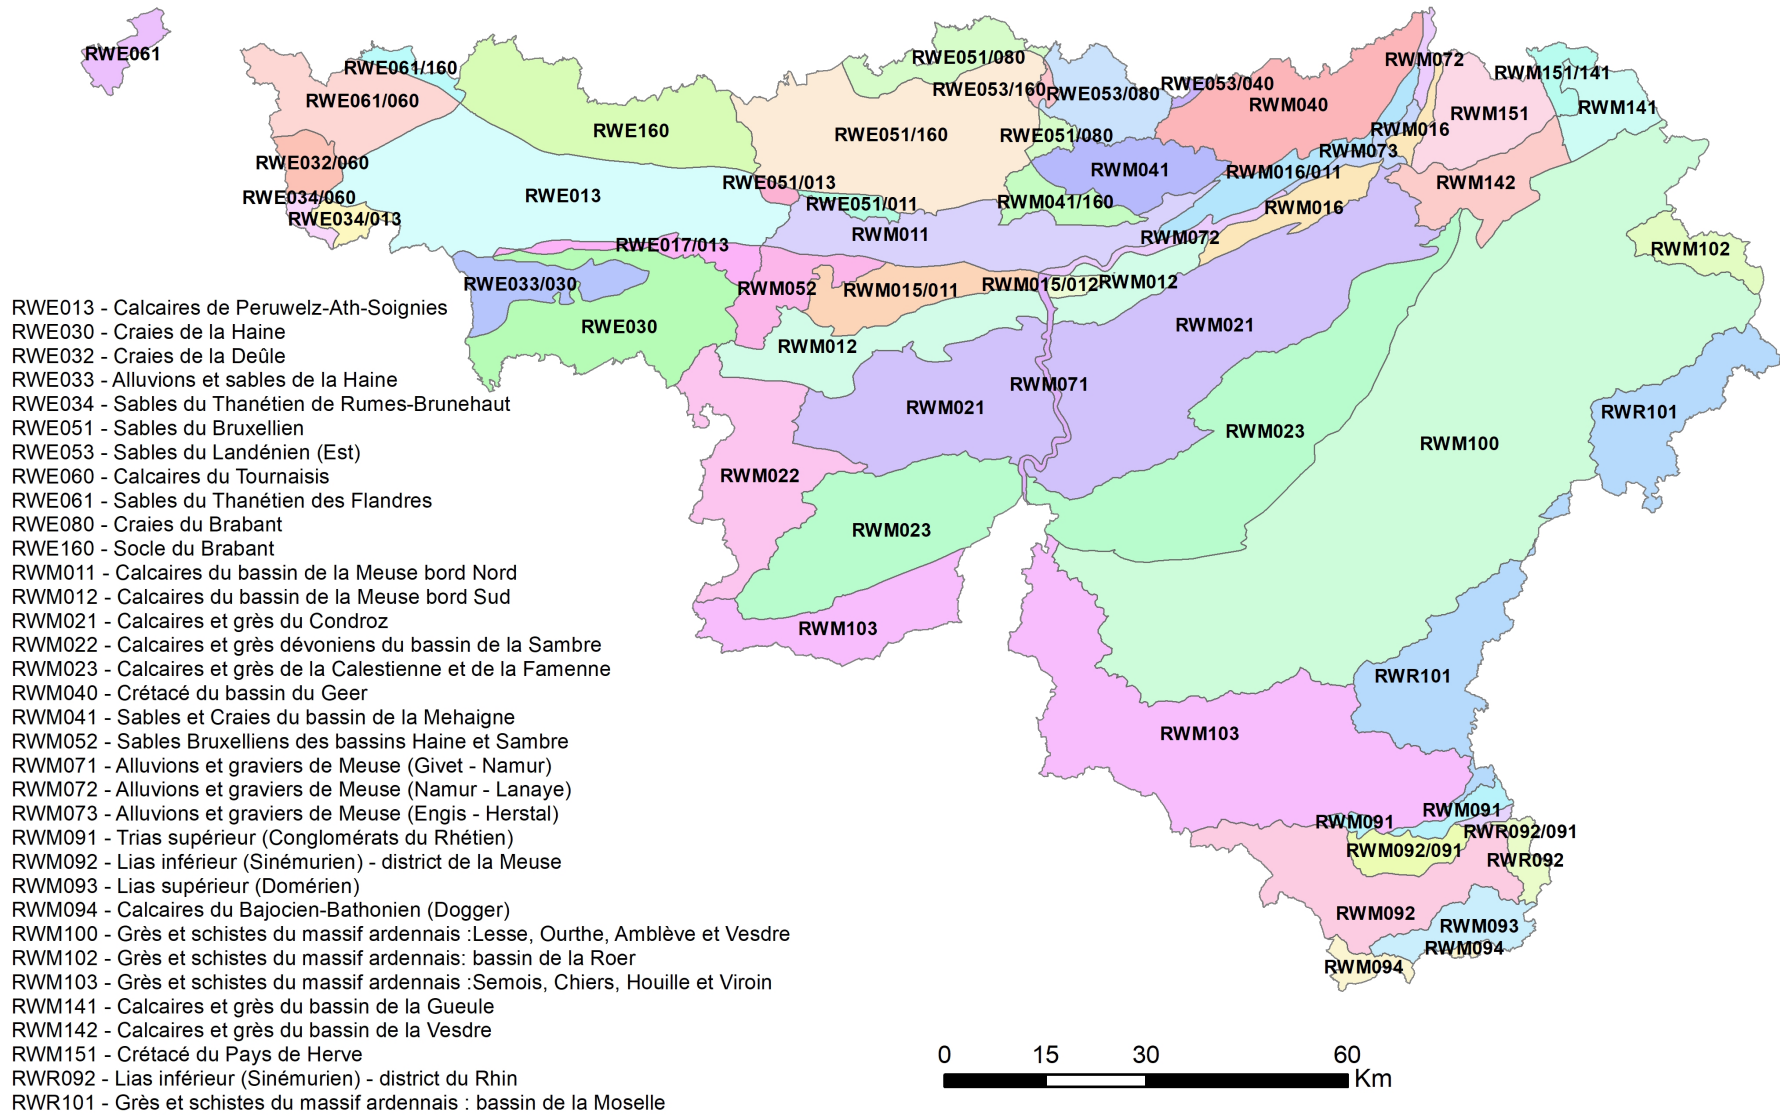 RWE061
RWE061/160
RWE061/060
RWE032/060
RWE034/060
RWE034/013
RWE160
RWE013
RWE051/080
RWE053/160
RWE053/080
RWE053/040
RWE051/160
RWE051/080
RWE051/013
RWE051/011
RWM040
RWM041
RWM041/160
RWM072
RWM016
RWM073
RWM016/011
RWM016
RWM072
RWM151
RWM151/141
RWM141
RWM142
RWM102
RWM011
RWE017/013
RWE033/030
RWE030
RWM052
RWM015/011
RWM015/012
RWM012
RWM012
RWM021
RWM021
RWM071
RWM022
RWM023
RWM023
RWM100
RWR101
RWM103
RWR101
RWM103
RWM091
RWM091
RWR092/091
RWM092/091
RWR092
RWM092
RWM093
RWM094
RWM094
RWE013 - Calcaires de Peruwelz-Ath-Soignies
RWE030 - Craies de la Haine
RWE032 - Craies de la Deûle
RWE033 - Alluvions et sables de la Haine
RWE034 - Sables du Thanétien de Rumes-Brunehaut
RWE051 - Sables du Bruxellien
RWE053 - Sables du Landénien (Est)
RWE060 - Calcaires du Tournaisis
RWE061 - Sables du Thanétien des Flandres
RWE080 - Craies du Brabant
RWE160 - Socle du Brabant
RWM011 - Calcaires du bassin de la Meuse bord Nord
RWM012 - Calcaires du bassin de la Meuse bord Sud
RWM021 - Calcaires et grès du Condroz
RWM022 - Calcaires et grès dévoniens du bassin de la Sambre
RWM023 - Calcaires et grès de la Calestienne et de la Famenne
RWM040 - Crétacé du bassin du Geer
RWM041 - Sables et Craies du bassin de la Mehaigne
RWM052 - Sables Bruxelliens des bassins Haine et Sambre
RWM071 - Alluvions et graviers de Meuse (Givet - Namur)
RWM072 - Alluvions et graviers de Meuse (Namur - Lanaye)
RWM073 - Alluvions et graviers de Meuse (Engis - Herstal)
RWM091 - Trias supérieur (Conglomérats du Rhétien)
RWM092 - Lias inférieur (Sinémurien) - district de la Meuse
RWM093 - Lias supérieur (Domérien)
RWM094 - Calcaires du Bajocien-Bathonien (Dogger)
RWM100 - Grès et schistes du massif ardennais :Lesse, Ourthe, Amblève et Vesdre
RWM102 - Grès et schistes du massif ardennais: bassin de la Roer
RWM103 - Grès et schistes du massif ardennais :Semois, Chiers, Houille et Viroin
RWM141 - Calcaires et grès du bassin de la Gueule
RWM142 - Calcaires et grès du bassin de la Vesdre
RWM151 - Crétacé du Pays de Herve
RWR092 - Lias inférieur (Sinémurien) - district du Rhin
RWR101 - Grès et schistes du massif ardennais : bassin de la Moselle
0 15 30 60
Km